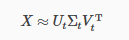 X ≈ U_t Σ_t V_t^T